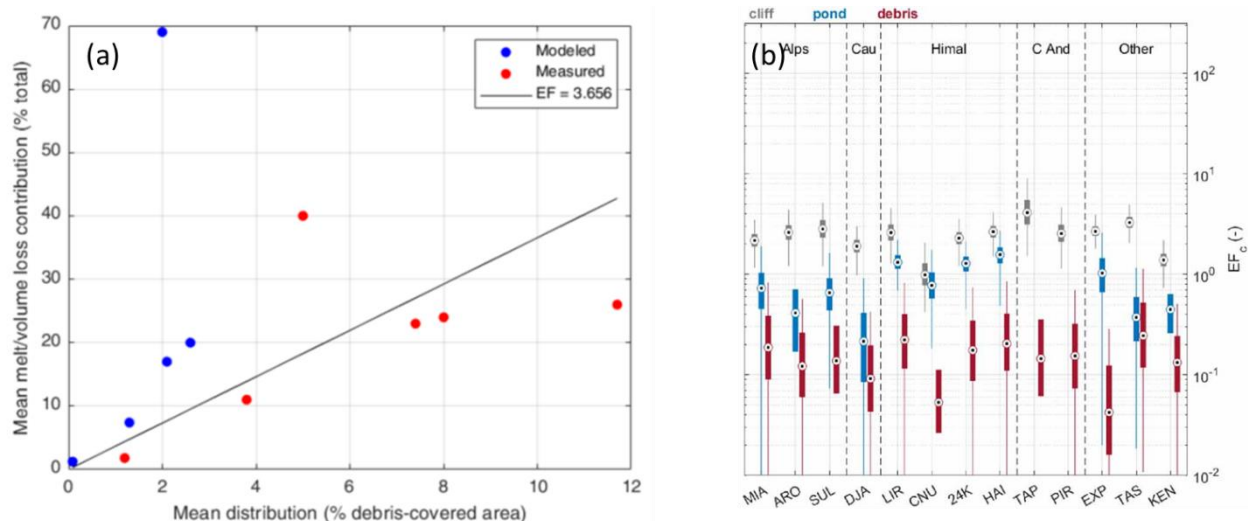 (a)
Modeled
Measured
EF = 3.656
Mean melt/volume loss contribution (% total)
70
60
50
40
30
20
10
0
0 2 4 6 8 10 12
Mean distribution (% debris-covered area)
cliff pond debris
(b)
Alps Cau Himal C And Other
10²
10¹
10⁰
10⁻¹
10⁻²
EF_C (-)
MIA ARO SUL DJA LIR CNU 24K HAI TAP PIR EXP TAS KEN